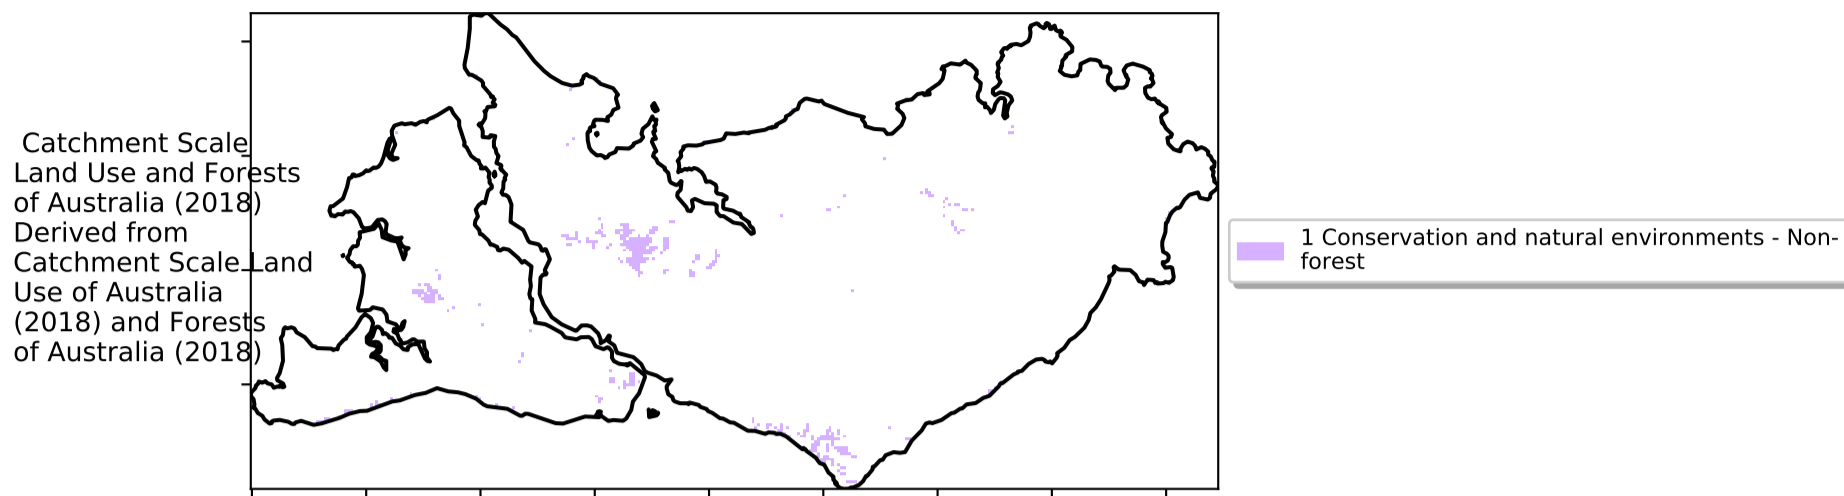 Catchment Scale
Land Use and Forests
of Australia (2018)
Derived from
Catchment Scale Land
Use of Australia
(2018) and Forests
of Australia (2018)
1 Conservation and natural environments - Non-
forest